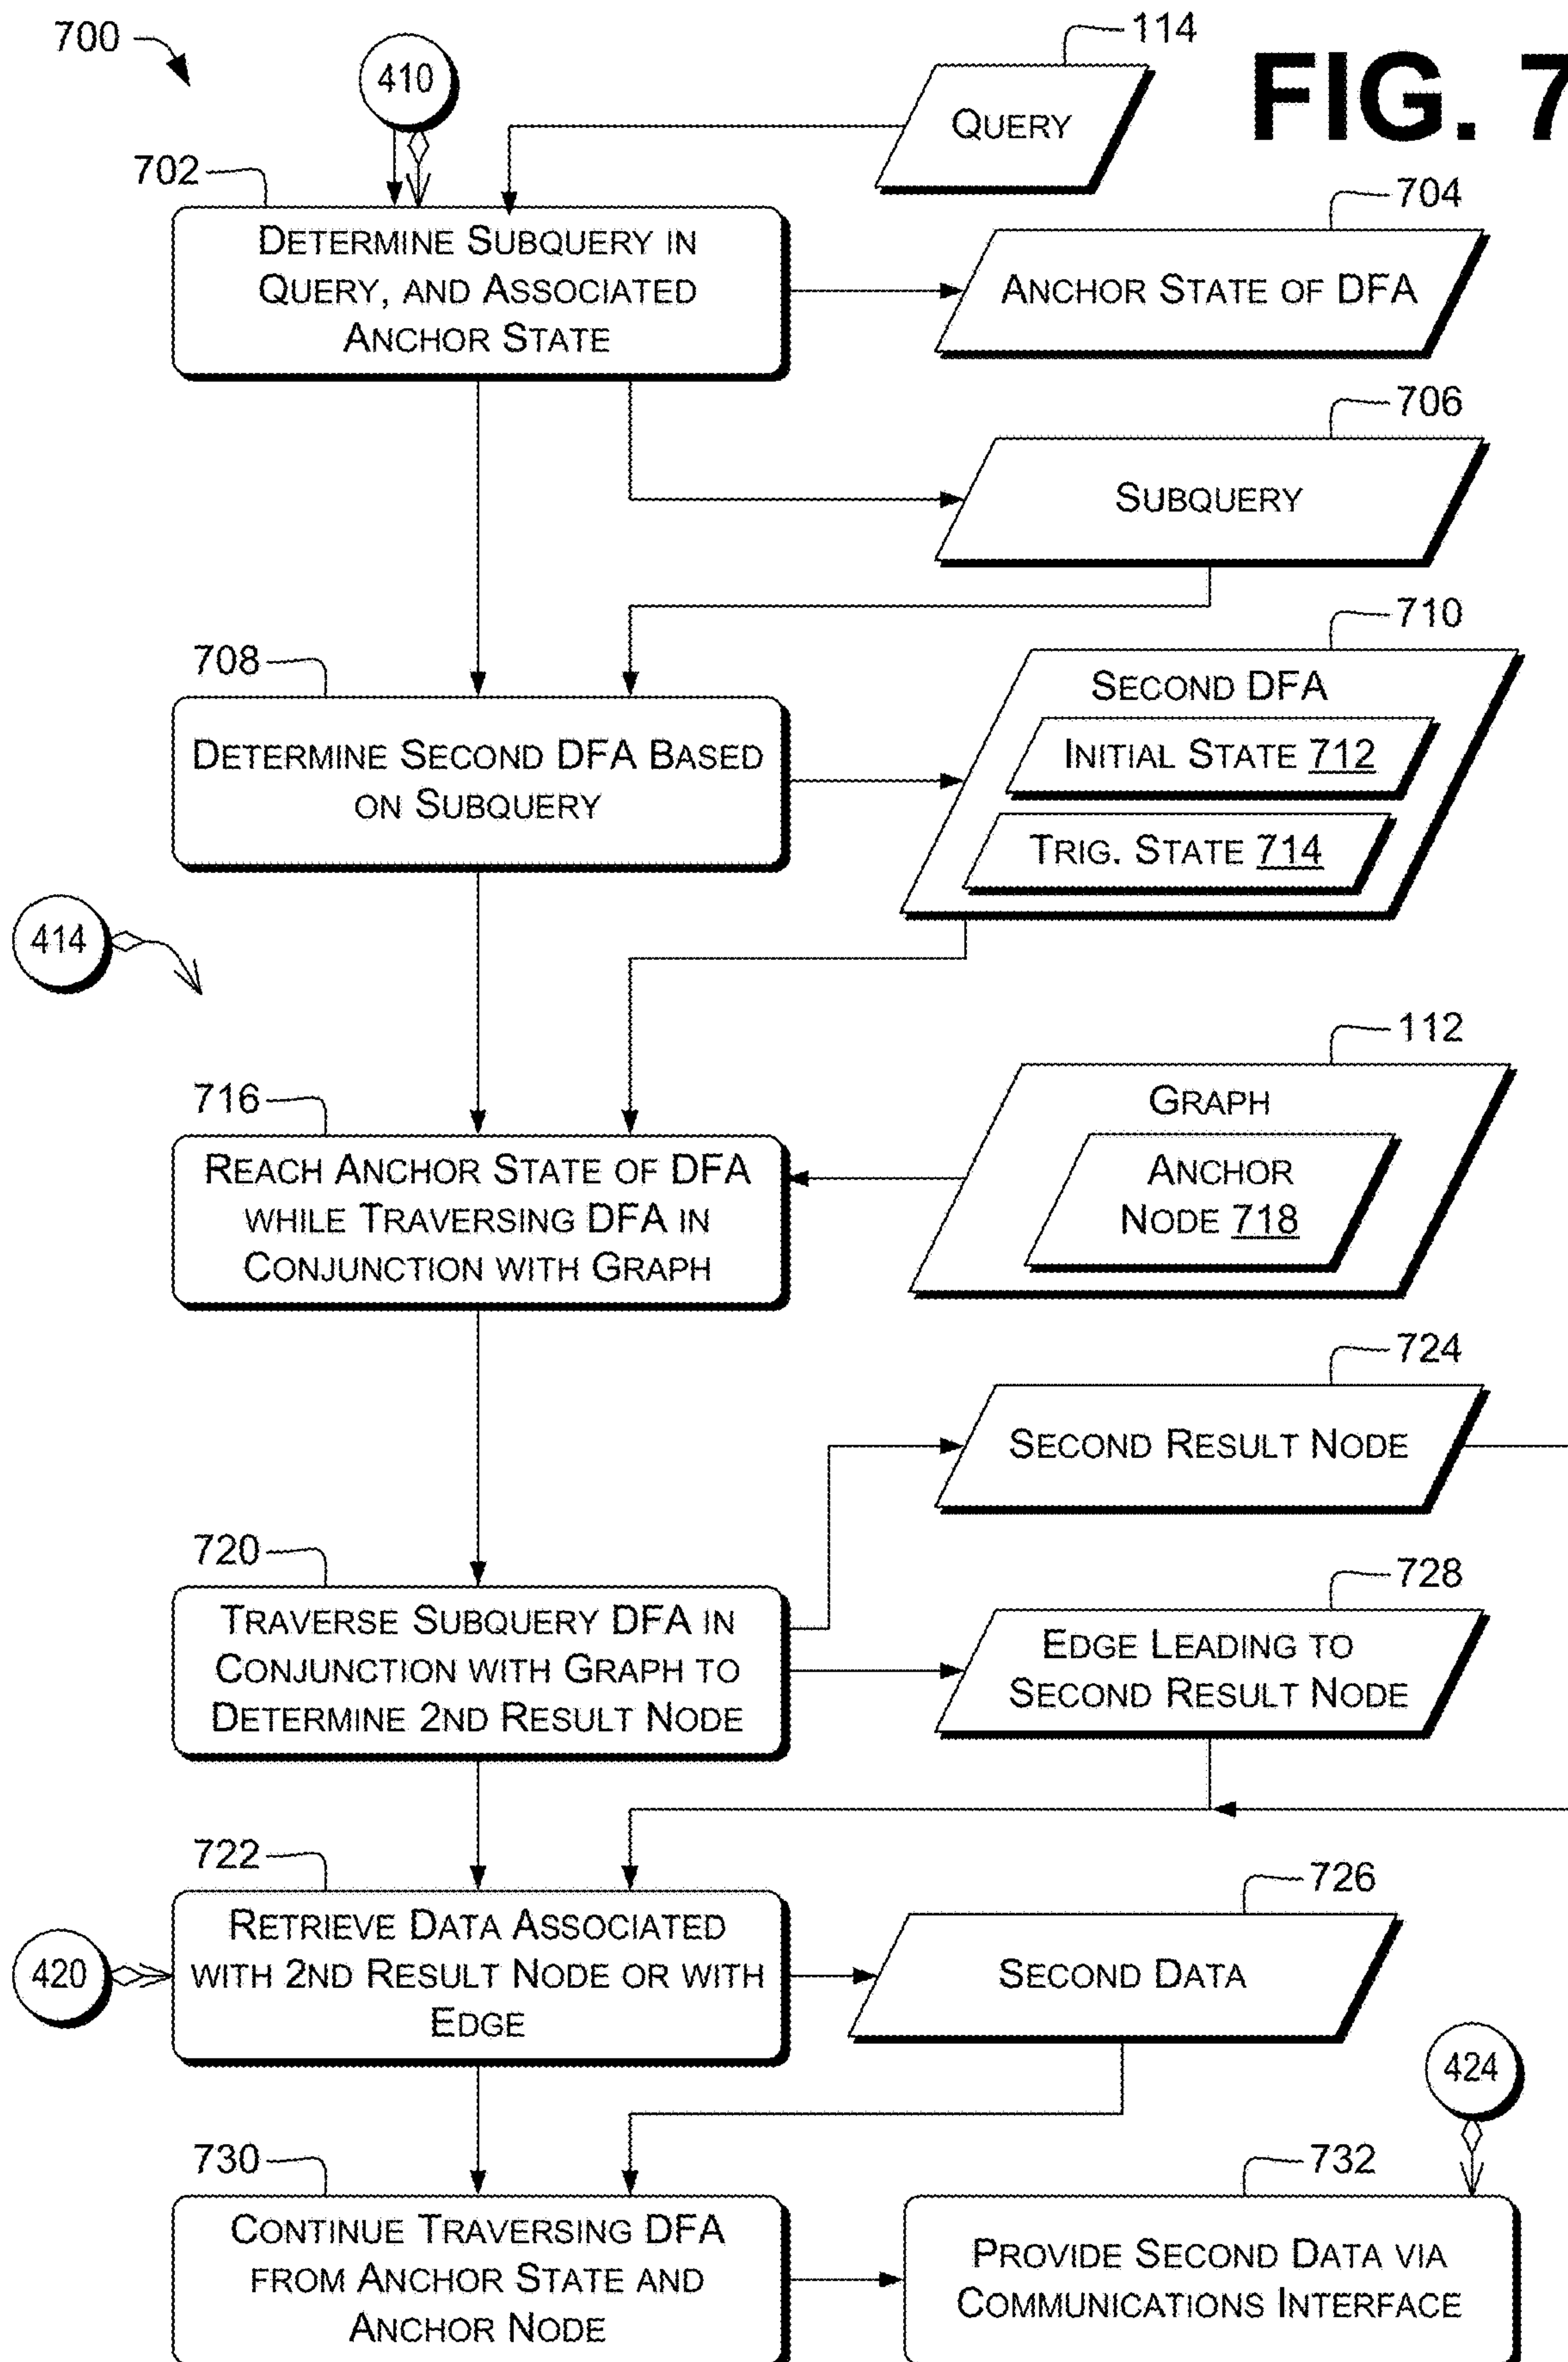 700
410
114
QUERY
FIG. 7
702
DETERMINE SUBQUERY IN
QUERY, AND ASSOCIATED
ANCHOR STATE
704
ANCHOR STATE OF DFA
706
SUBQUERY
708
DETERMINE SECOND DFA BASED
ON SUBQUERY
710
SECOND DFA
INITIAL STATE 712
TRIG. STATE 714
414
112
GRAPH
ANCHOR
NODE 718
716
REACH ANCHOR STATE OF DFA
WHILE TRAVERSING DFA IN
CONJUNCTION WITH GRAPH
724
SECOND RESULT NODE
720
TRAVERSE SUBQUERY DFA IN
CONJUNCTION WITH GRAPH TO
DETERMINE 2ND RESULT NODE
728
EDGE LEADING TO
SECOND RESULT NODE
722
RETRIEVE DATA ASSOCIATED
WITH 2ND RESULT NODE OR WITH
EDGE
420
726
SECOND DATA
424
730
CONTINUE TRAVERSING DFA
FROM ANCHOR STATE AND
ANCHOR NODE
732
PROVIDE SECOND DATA VIA
COMMUNICATIONS INTERFACE